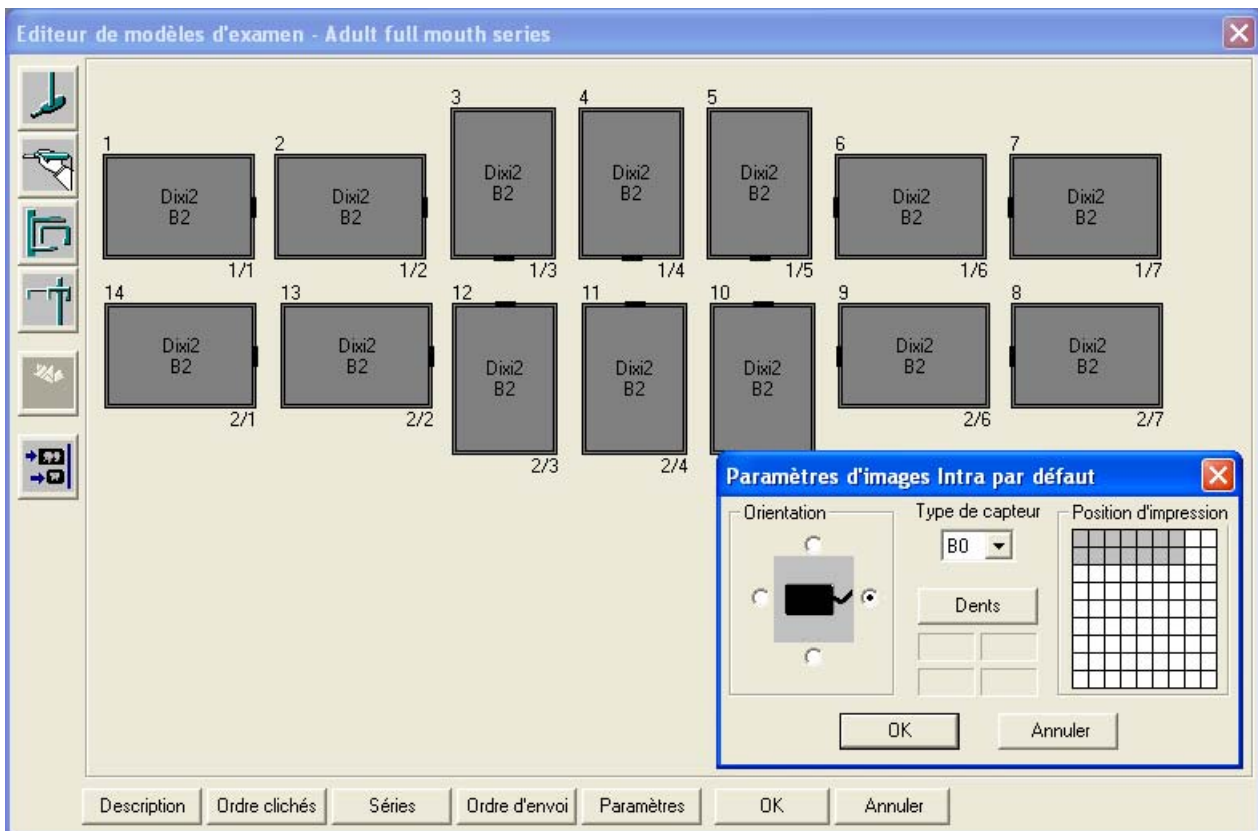 Editeur de modèles d'examen - Adult full mouth series
3 4 5
1 2 6 7
Dixi2 Dixi2 Dixi2
B2 B2 B2
Dixi2 Dixi2 Dixi2 Dixi2
B2 B2 B2 B2
1/1 1/2 1/3 1/4 1/5 1/6 1/7
14 13 12 11 10 9 8
Dixi2 Dixi2 Dixi2 Dixi2
B2 B2 B2 B2
Dixi2 Dixi2 Dixi2
B2 B2 B2
2/1 2/2 2/6 2/7
2/3 2/4
Paramètres d'images Intra par défaut
Orientation Type de capteur Position d'impression
B0
Dents
OK Annuler
Description Ordre clichés Séries Ordre d'envoi Paramètres OK Annuler